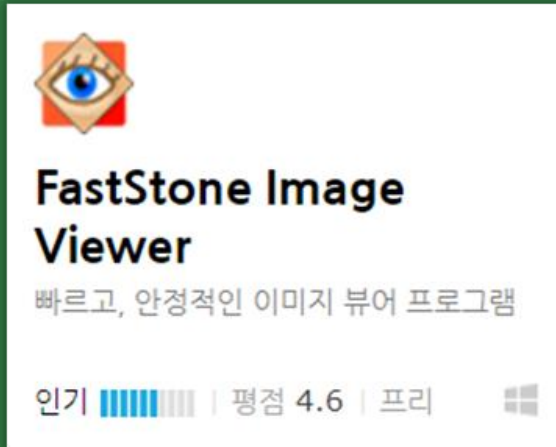 FastStone Image
Viewer
빠르고, 안정적인 이미지 뷰어 프로그램
인기 | 평점 4.6 | 프리